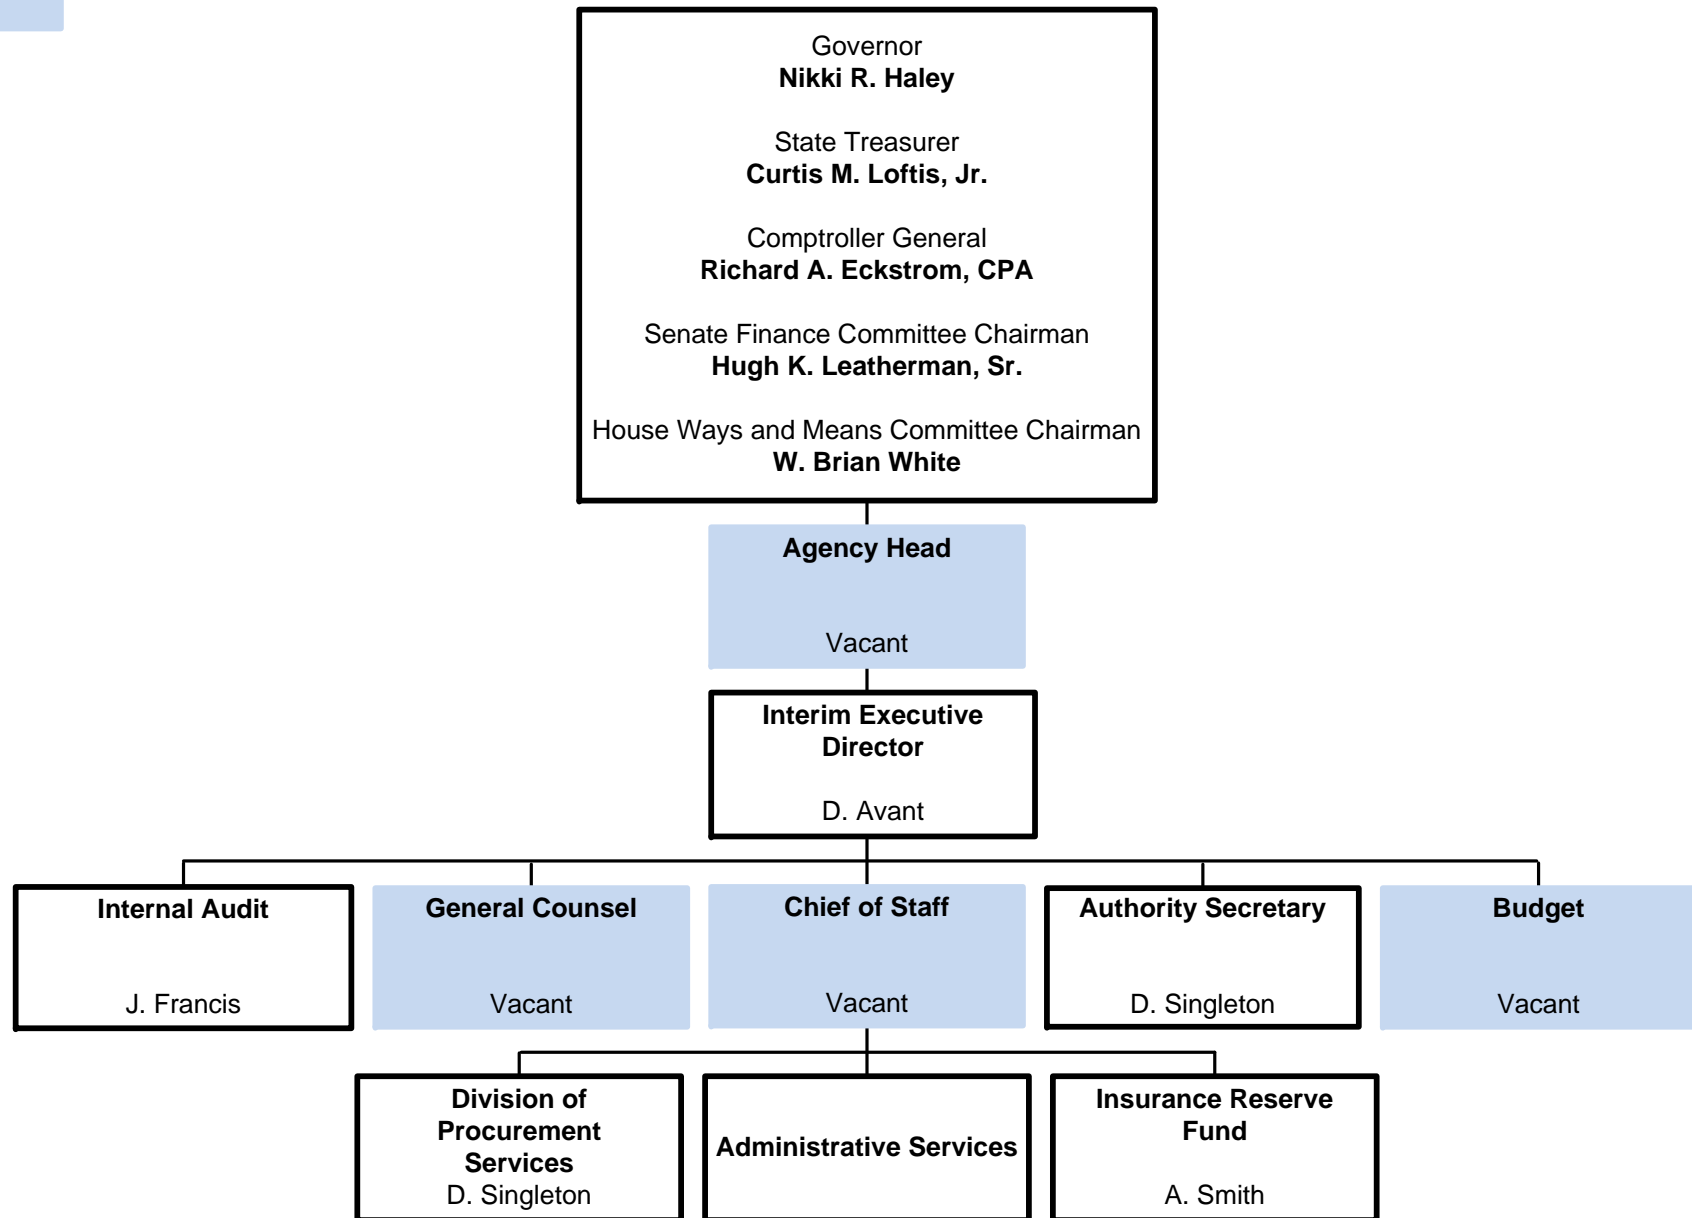 Governor
Nikki R. Haley
State Treasurer
Curtis M. Loftis, Jr.
Comptroller General
Richard A. Eckstrom, CPA
Senate Finance Committee Chairman
Hugh K. Leatherman, Sr.
House Ways and Means Committee Chairman
W. Brian White
Agency Head
Vacant
Interim Executive
Director
D. Avant
Internal Audit
J. Francis
General Counsel
Vacant
Chief of Staff
Vacant
Authority Secretary
D. Singleton
Budget
Vacant
Division of
Procurement
Services
D. Singleton
Administrative Services
Insurance Reserve
Fund
A. Smith